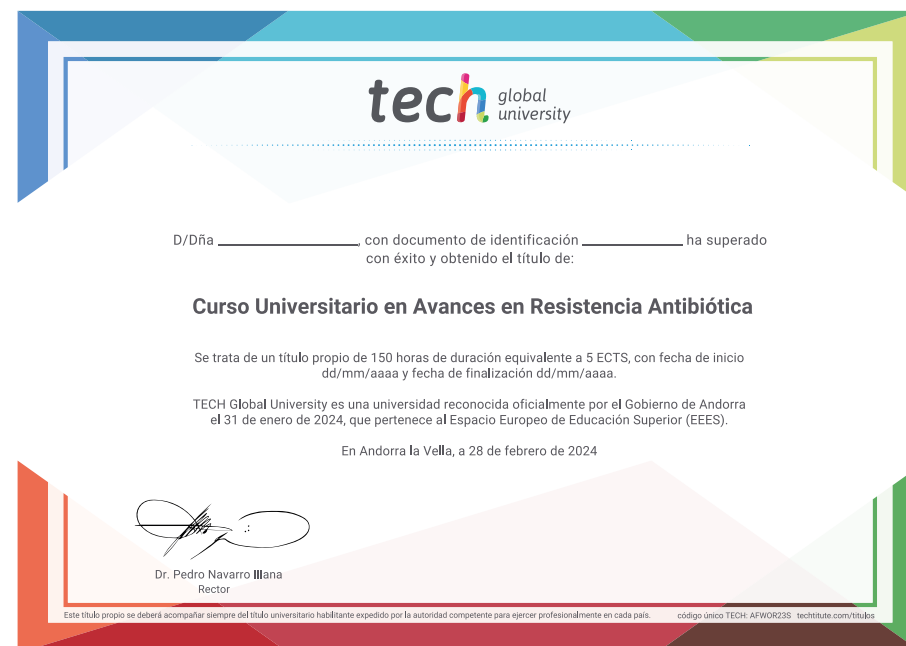 tech global university
D/Dña ____________________, con documento de identificación ______________ ha superado
con éxito y obtenido el título de:
Curso Universitario en Avances en Resistencia Antibiótica
Se trata de un título propio de 150 horas de duración equivalente a 5 ECTS, con fecha de inicio
dd/mm/aaaa y fecha de finalización dd/mm/aaaa.
TECH Global University es una universidad reconocida oficialmente por el Gobierno de Andorra
el 31 de enero de 2024, que pertenece al Espacio Europeo de Educación Superior (EEES).
En Andorra la Vella, a 28 de febrero de 2024
Dr. Pedro Navarro Illana
Rector
Este título propio se deberá acompañar siempre del título universitario habilitante expedido por la autoridad competente para ejercer profesionalmente en cada país. código único TECH: AFWOR23S techtitute.com/titulos